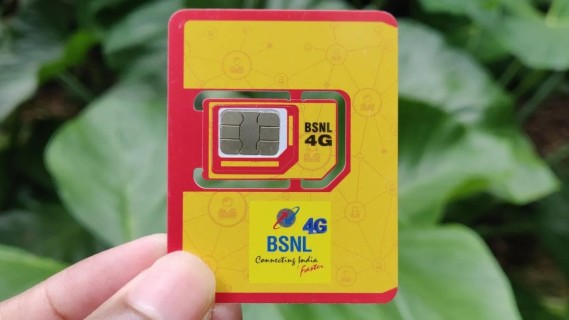 BSNL
4G
4G
BSNL
Connecting India
Faster